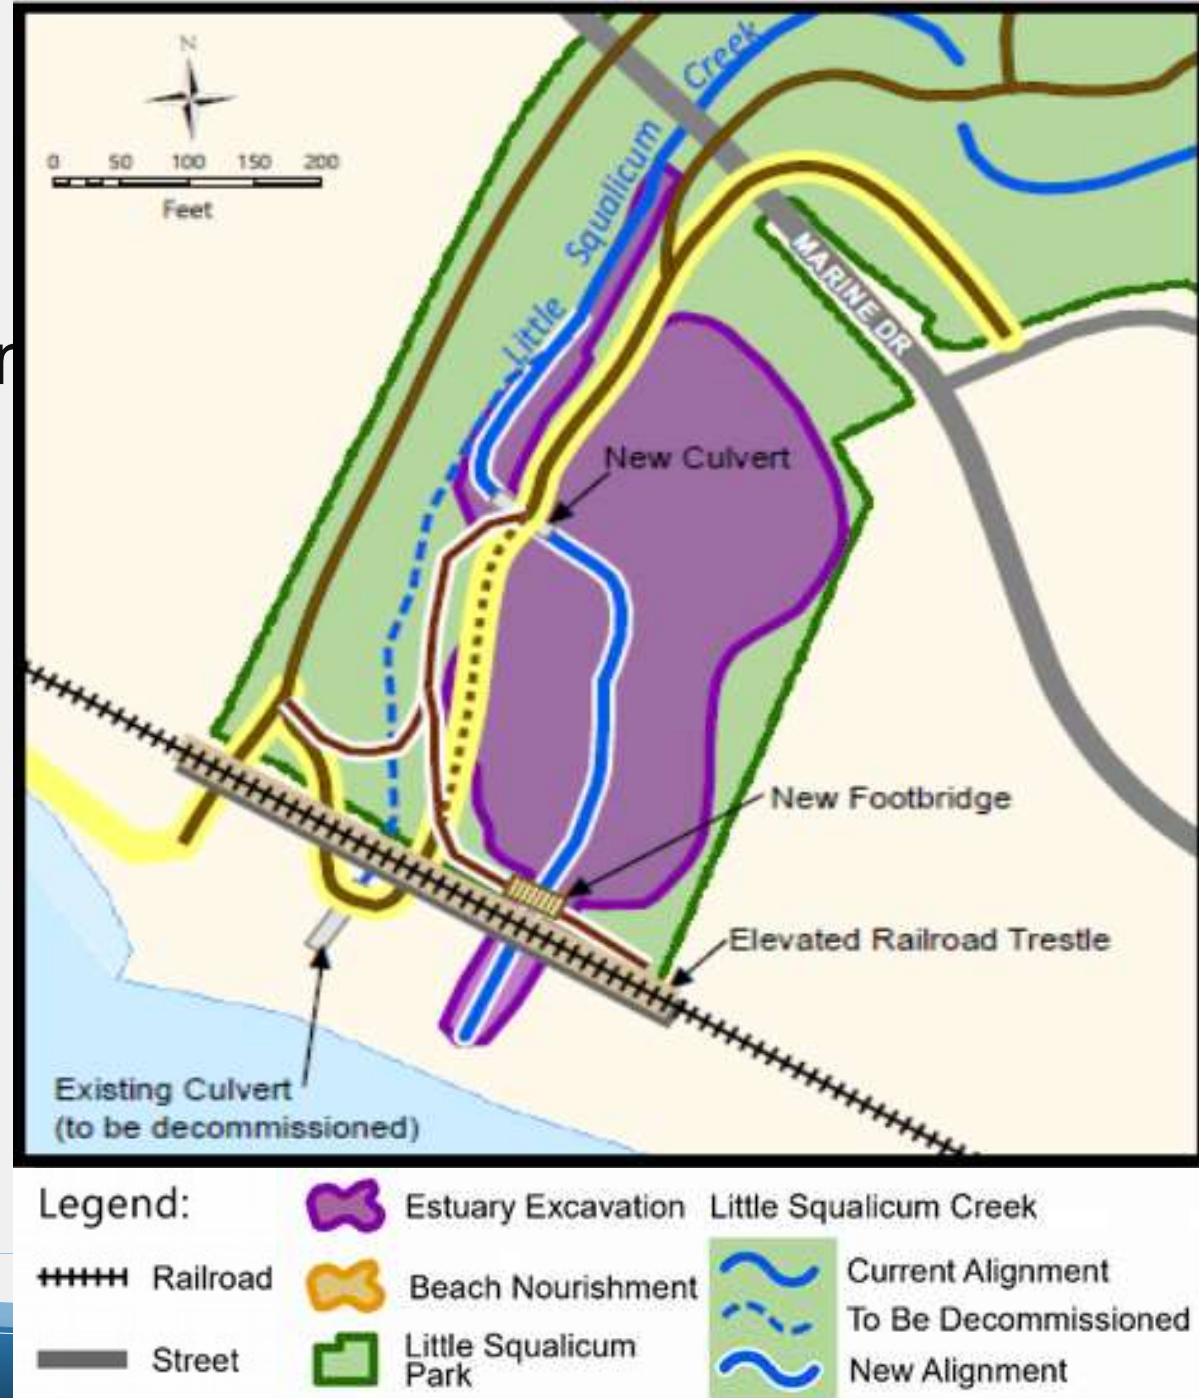 N
0 50 100 150 200
Feet
Little Squalicum Creek
MARINE DR
New Culvert
New Footbridge
Elevated Railroad Trestle
Existing Culvert
(to be decommissioned)
Legend:
Railroad
Street
Estuary Excavation
Beach Nourishment
Little Squalicum
Park
Little Squalicum Creek
Current Alignment
To Be Decommissioned
New Alignment